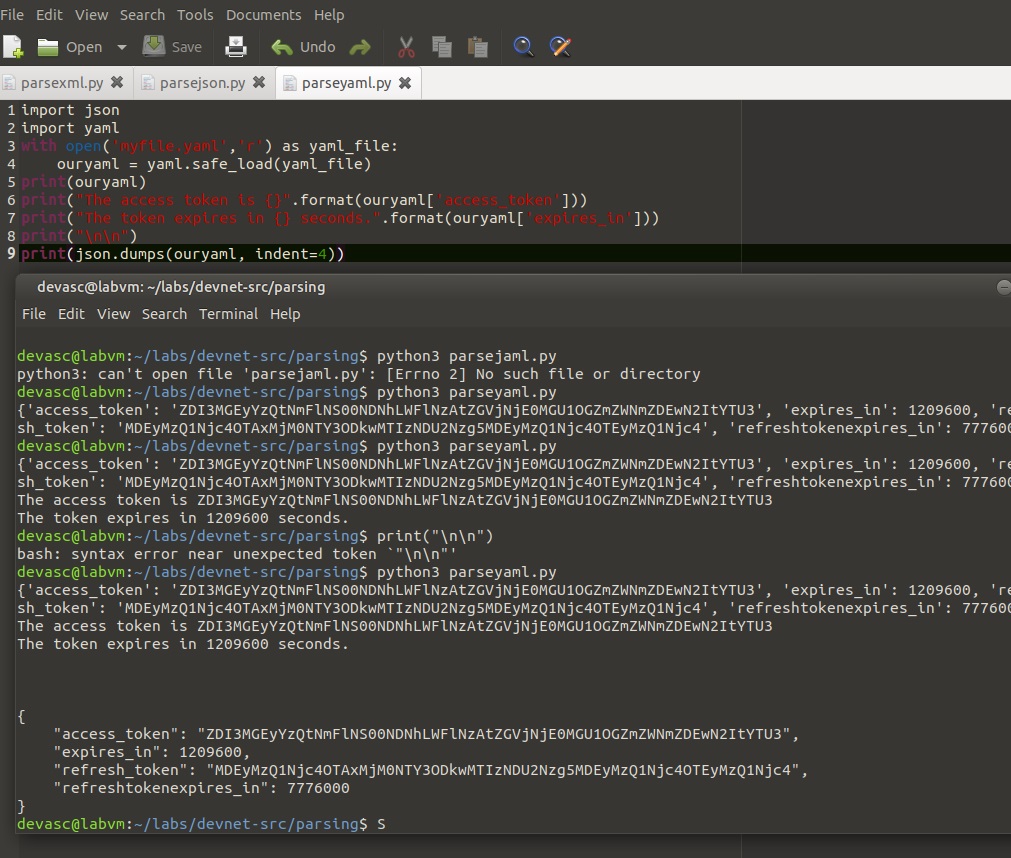 File Edit View Search Tools Documents Help
Open Save Undo
parsexml.py parsejson.py parseyaml.py
1 import json
2 import yaml
3 with open('myfile.yaml','r') as yaml_file:
4     ouryaml = yaml.safe_load(yaml_file)
5 print(ouryaml)
6 print("The access token is {}".format(ouryaml['access_token']))
7 print("The token expires in {} seconds.".format(ouryaml['expires_in']))
8 print("\n\n")
9 print(json.dumps(ouryaml, indent=4))
devasc@labvm: ~/labs/devnet-src/parsing
File Edit View Search Terminal Help
devasc@labvm:~/labs/devnet-src/parsing$ python3 parsejaml.py
python3: can't open file 'parsejaml.py': [Errno 2] No such file or directory
devasc@labvm:~/labs/devnet-src/parsing$ python3 parseyaml.py
{'access_token': 'ZDI3MGEyYzQtNmFlNS00NDNhLWFlNzAtZGVjNjE0MGU1OGZmZWNmZDEwN2ItYTU3', 'expires_in': 1209600, 're
sh_token': 'MDEyMzQ1Njc4OTAxMjM0NTY3ODkwMTIzNDU2Nzg5MDEyMzQ1Njc4OTEyMzQ1Njc4', 'refreshtokenexpires_in': 777600
devasc@labvm:~/labs/devnet-src/parsing$ python3 parseyaml.py
{'access_token': 'ZDI3MGEyYzQtNmFlNS00NDNhLWFlNzAtZGVjNjE0MGU1OGZmZWNmZDEwN2ItYTU3', 'expires_in': 1209600, 're
sh_token': 'MDEyMzQ1Njc4OTAxMjM0NTY3ODkwMTIzNDU2Nzg5MDEyMzQ1Njc4OTEyMzQ1Njc4', 'refreshtokenexpires_in': 777600
The access token is ZDI3MGEyYzQtNmFlNS00NDNhLWFlNzAtZGVjNjE0MGU1OGZmZWNmZDEwN2ItYTU3
The token expires in 1209600 seconds.
devasc@labvm:~/labs/devnet-src/parsing$ print("\n\n")
bash: syntax error near unexpected token `"\n\n"'
devasc@labvm:~/labs/devnet-src/parsing$ python3 parseyaml.py
{'access_token': 'ZDI3MGEyYzQtNmFlNS00NDNhLWFlNzAtZGVjNjE0MGU1OGZmZWNmZDEwN2ItYTU3', 'expires_in': 1209600, 're
sh_token': 'MDEyMzQ1Njc4OTAxMjM0NTY3ODkwMTIzNDU2Nzg5MDEyMzQ1Njc4OTEyMzQ1Njc4', 'refreshtokenexpires_in': 777600
The access token is ZDI3MGEyYzQtNmFlNS00NDNhLWFlNzAtZGVjNjE0MGU1OGZmZWNmZDEwN2ItYTU3
The token expires in 1209600 seconds.
{
    "access_token": "ZDI3MGEyYzQtNmFlNS00NDNhLWFlNzAtZGVjNjE0MGU1OGZmZWNmZDEwN2ItYTU3",
    "expires_in": 1209600,
    "refresh_token": "MDEyMzQ1Njc4OTAxMjM0NTY3ODkwMTIzNDU2Nzg5MDEyMzQ1Njc4OTEyMzQ1Njc4",
    "refreshtokenexpires_in": 7776000
}
devasc@labvm:~/labs/devnet-src/parsing$ S